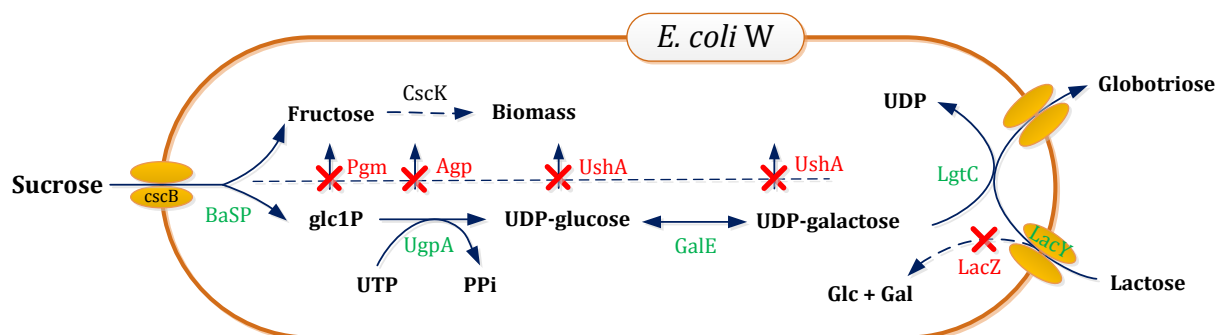 E. coli W
CscK
Fructose
Biomass
UDP
Globotriose
Pgm
Agp
UshA
UshA
Sucrose
cscB
BaSP
glc1P
UDP-glucose
UDP-galactose
LgtC
UgpA
GalE
LacY
UTP
PPi
LacZ
Glc + Gal
Lactose